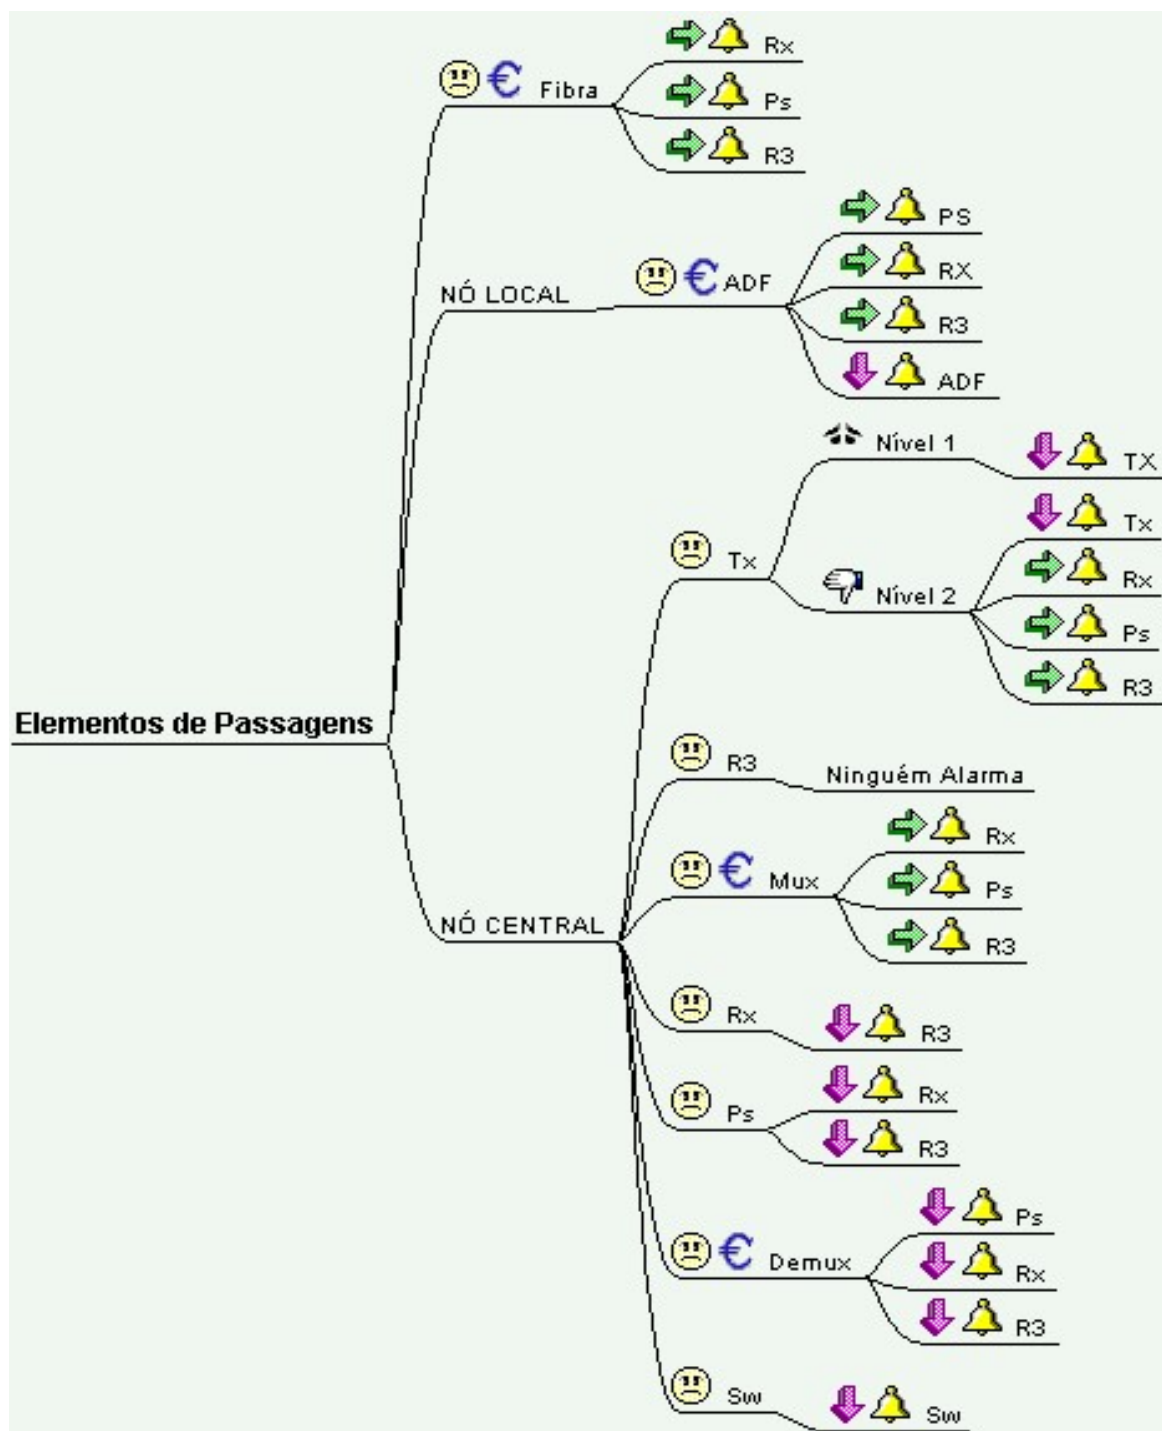 Elementos de Passagens
Fibra
Rx
Ps
R3
NÓ LOCAL
ADF
PS
RX
R3
ADF
NÓ CENTRAL
Tx
Nível 1
TX
Nível 2
Tx
Rx
Ps
R3
R3
Ninguém Alarma
Mux
Rx
Ps
R3
Rx
R3
Ps
Rx
R3
Demux
Ps
Rx
R3
Sw
Sw